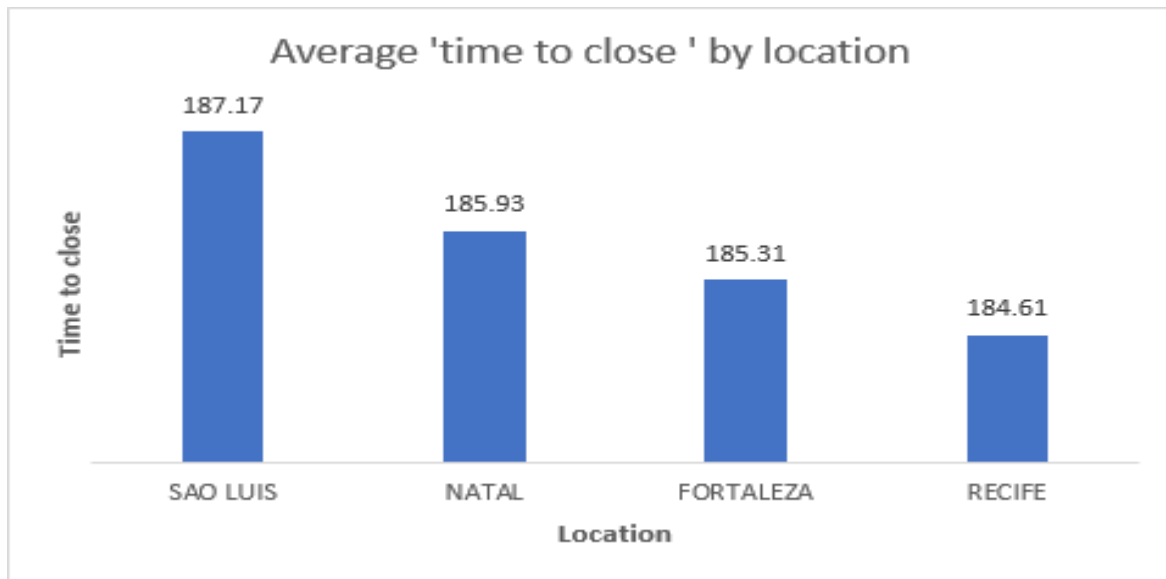 Average 'time to close ' by location
187.17
185.93
185.31
184.61
Time to close
SAO LUIS
NATAL
FORTALEZA
RECIFE
Location